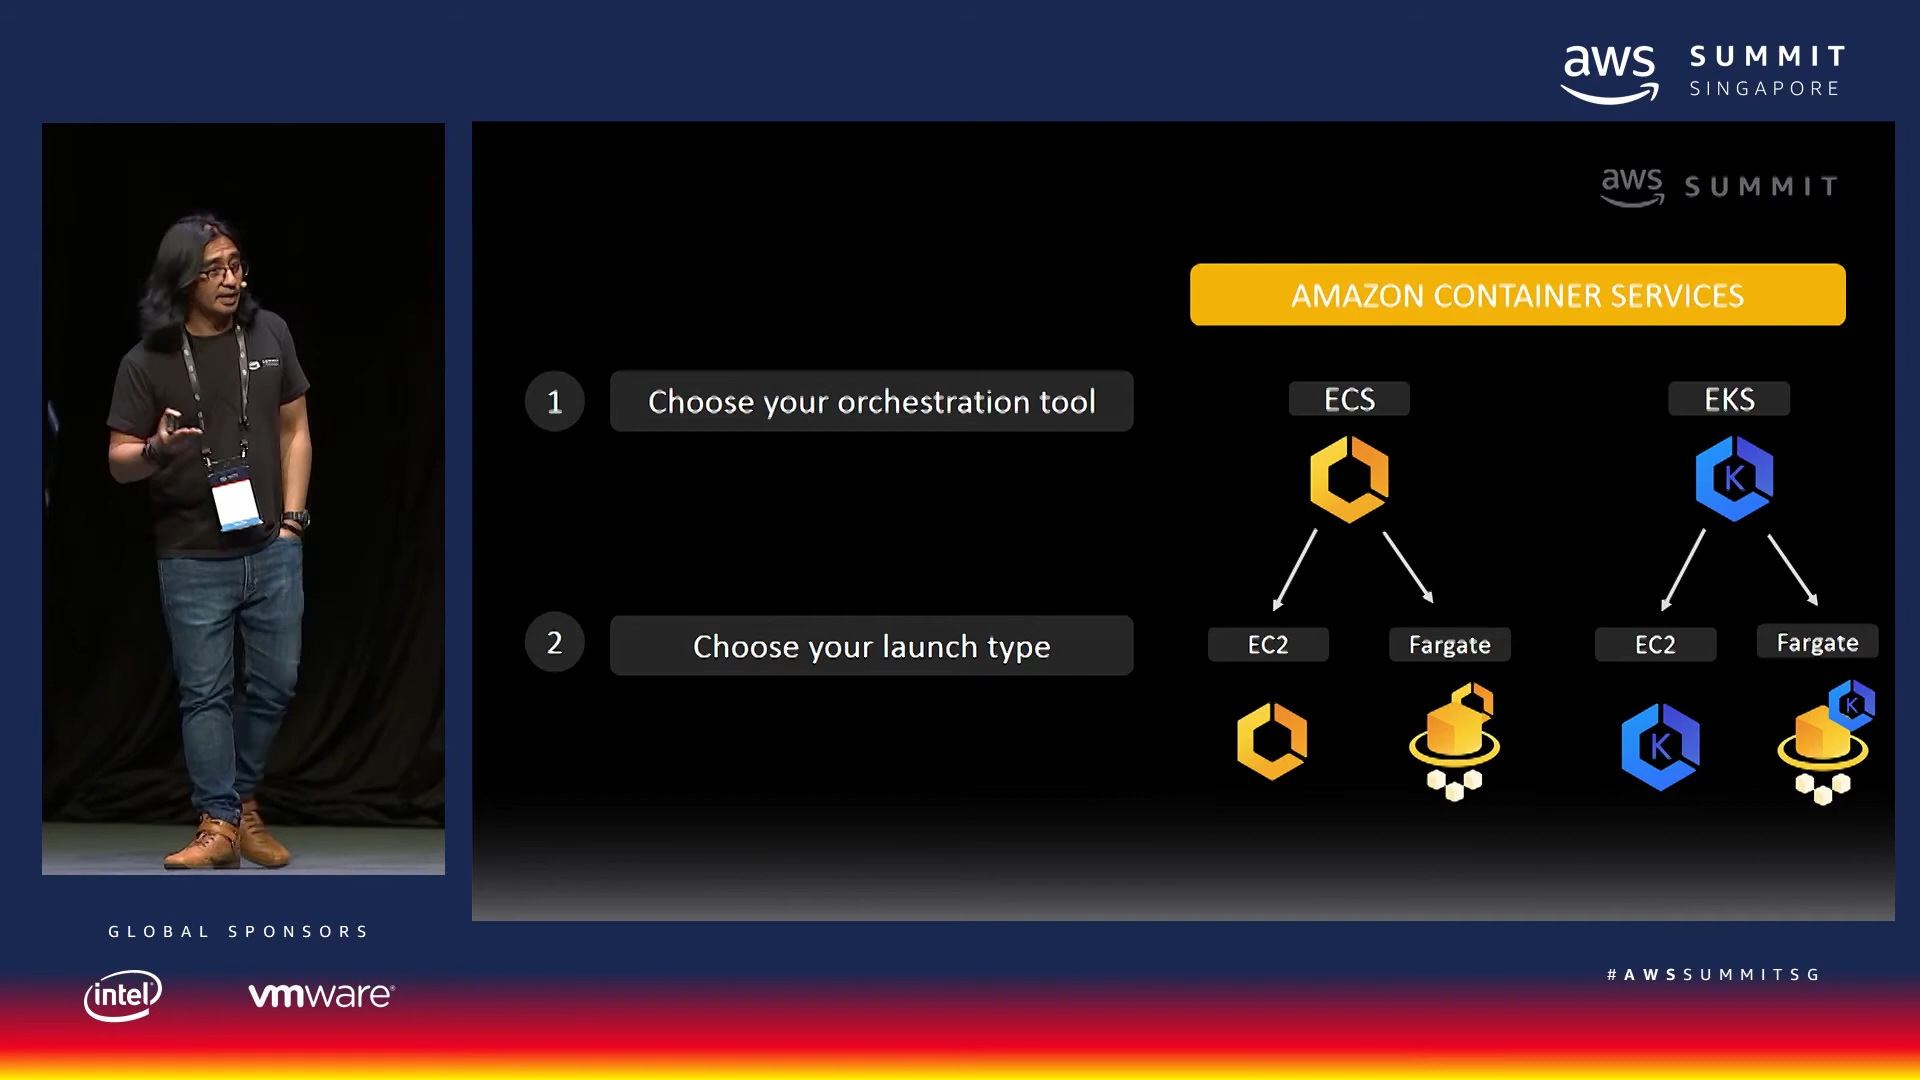 aws SUMMIT
SINGAPORE
aws SUMMIT
AMAZON CONTAINER SERVICES
1 Choose your orchestration tool
ECS EKS
K
2 Choose your launch type
EC2 Fargate EC2 Fargate
K K
GLOBAL SPONSORS
intel vmware®
#AWSSUMMITSG